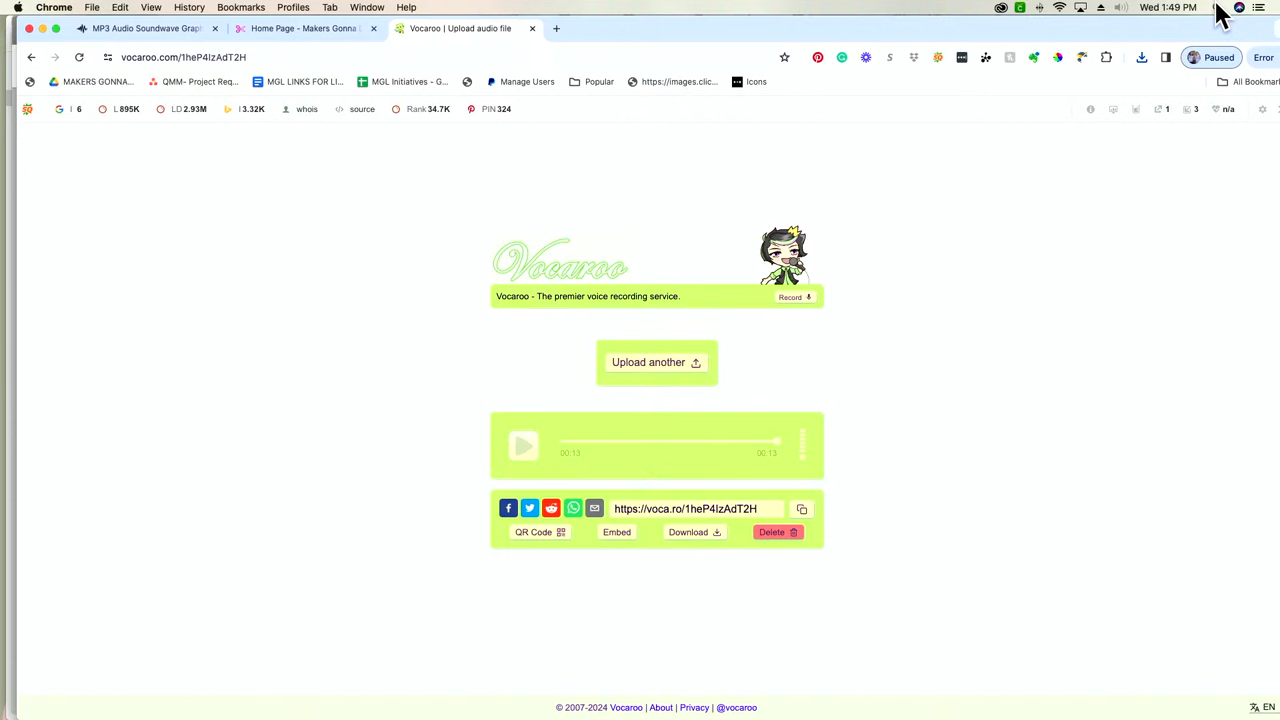 Chrome File Edit View History Bookmarks Profiles Tab Window Help Wed 1:49 PM
MP3 Audio Soundwave Grap Home Page - Makers Gonna L Vocaroo | Upload audio file
vocaroo.com/1heP4IzAdT2H Paused Error
MAKERS GONNA... QMM- Project Req... MGL LINKS FOR LI... MGL Initiatives - G... Manage Users Popular https://images.clic... Icons All Bookmar
I 6 L 895K LD 2.93M I 3.32K whois source Rank 34.7K PIN 324 1 3 n/a
Vocaroo
Vocaroo - The premier voice recording service. Record
Upload another
00:13 00:13
https://voca.ro/1heP4IzAdT2H
QR Code Embed Download Delete
© 2007-2024 Vocaroo | About | Privacy | @vocaroo
EN